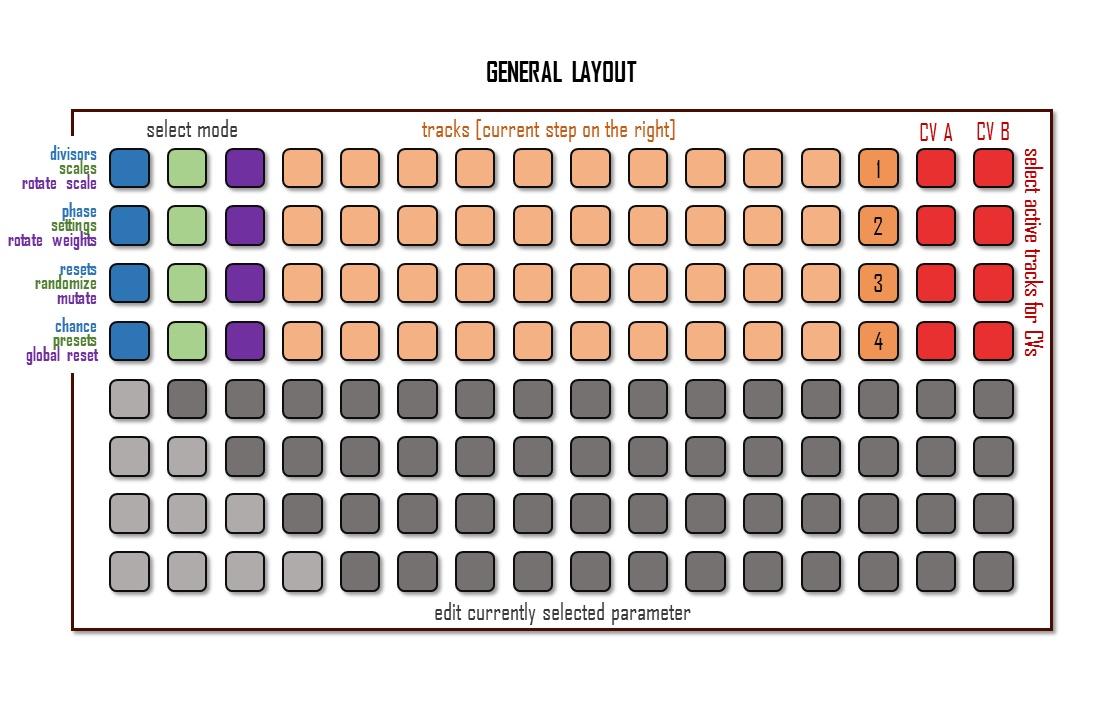 GENERAL LAYOUT
select mode
tracks [current step on the right]
CV A
CV B
divisors
scales
rotate scale
1
phase
settings
rotate weights
2
resets
randomize
mutate
3
chance
presets
global reset
4
select active tracks for CVs
edit currently selected parameter